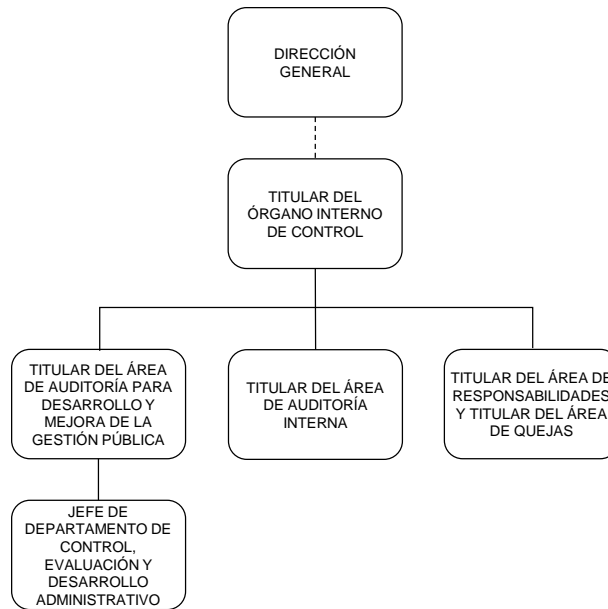 DIRECCIÓN
GENERAL
TITULAR DEL
ÓRGANO INTERNO
DE CONTROL
TITULAR DEL ÁREA
DE AUDITORÍA PARA
DESARROLLO Y
MEJORA DE LA
GESTIÓN PÚBLICA
TITULAR DEL ÁREA
DE AUDITORÍA
INTERNA
TITULAR DEL ÁREA DE
RESPONSABILIDADES
Y TITULAR DEL ÁREA
DE QUEJAS
JEFE DE
DEPARTAMENTO DE
CONTROL,
EVALUACIÓN Y
DESARROLLO
ADMINISTRATIVO